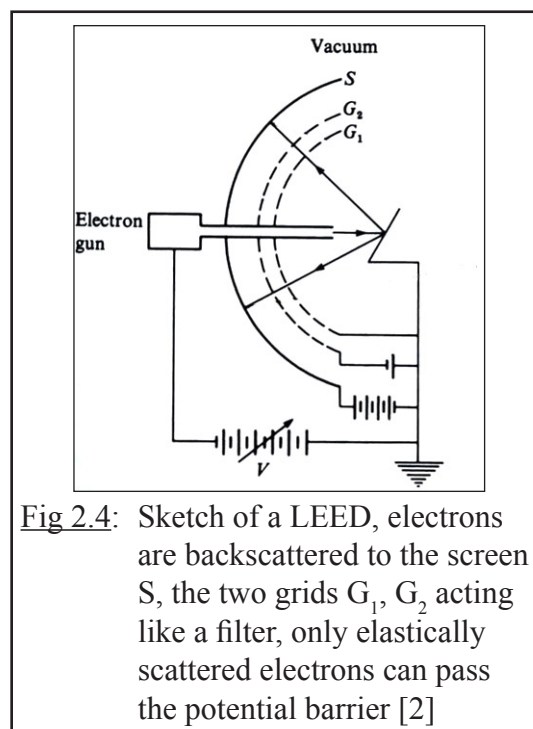 Vacuum
S
G₂
G₁
Electron
gun
V
Fig 2.4: Sketch of a LEED, electrons
are backscattered to the screen
S, the two grids G₁, G₂ acting
like a filter, only elastically
scattered electrons can pass
the potential barrier [2]